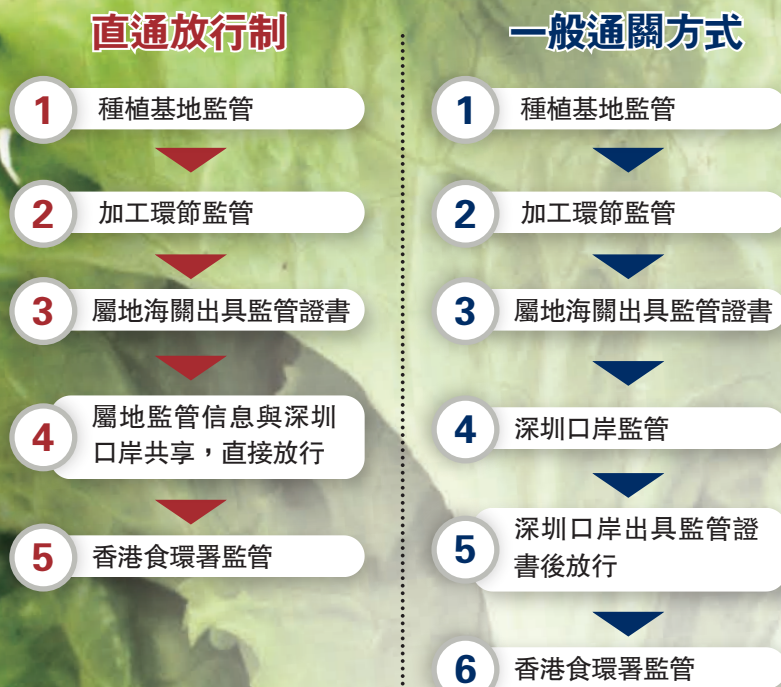 直通放行制
1 種植基地監管
2 加工環節監管
3 屬地海關出具監管證書
4 屬地監管信息與深圳
口岸共享，直接放行
5 香港食環署監管
一般通關方式
1 種植基地監管
2 加工環節監管
3 屬地海關出具監管證書
4 深圳口岸監管
5 深圳口岸出具監管證
書後放行
6 香港食環署監管